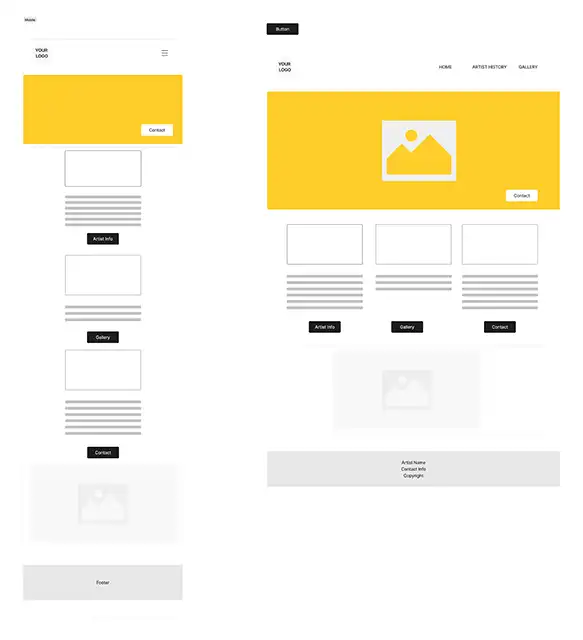 Mobile
YOUR
LOGO
Contact
Artist Info
Gallery
Contact
Footer
Button
YOUR
LOGO
HOME
ARTIST HISTORY
GALLERY
Contact
Artist Info
Gallery
Contact
Artist Name
Contact Info
Copyright